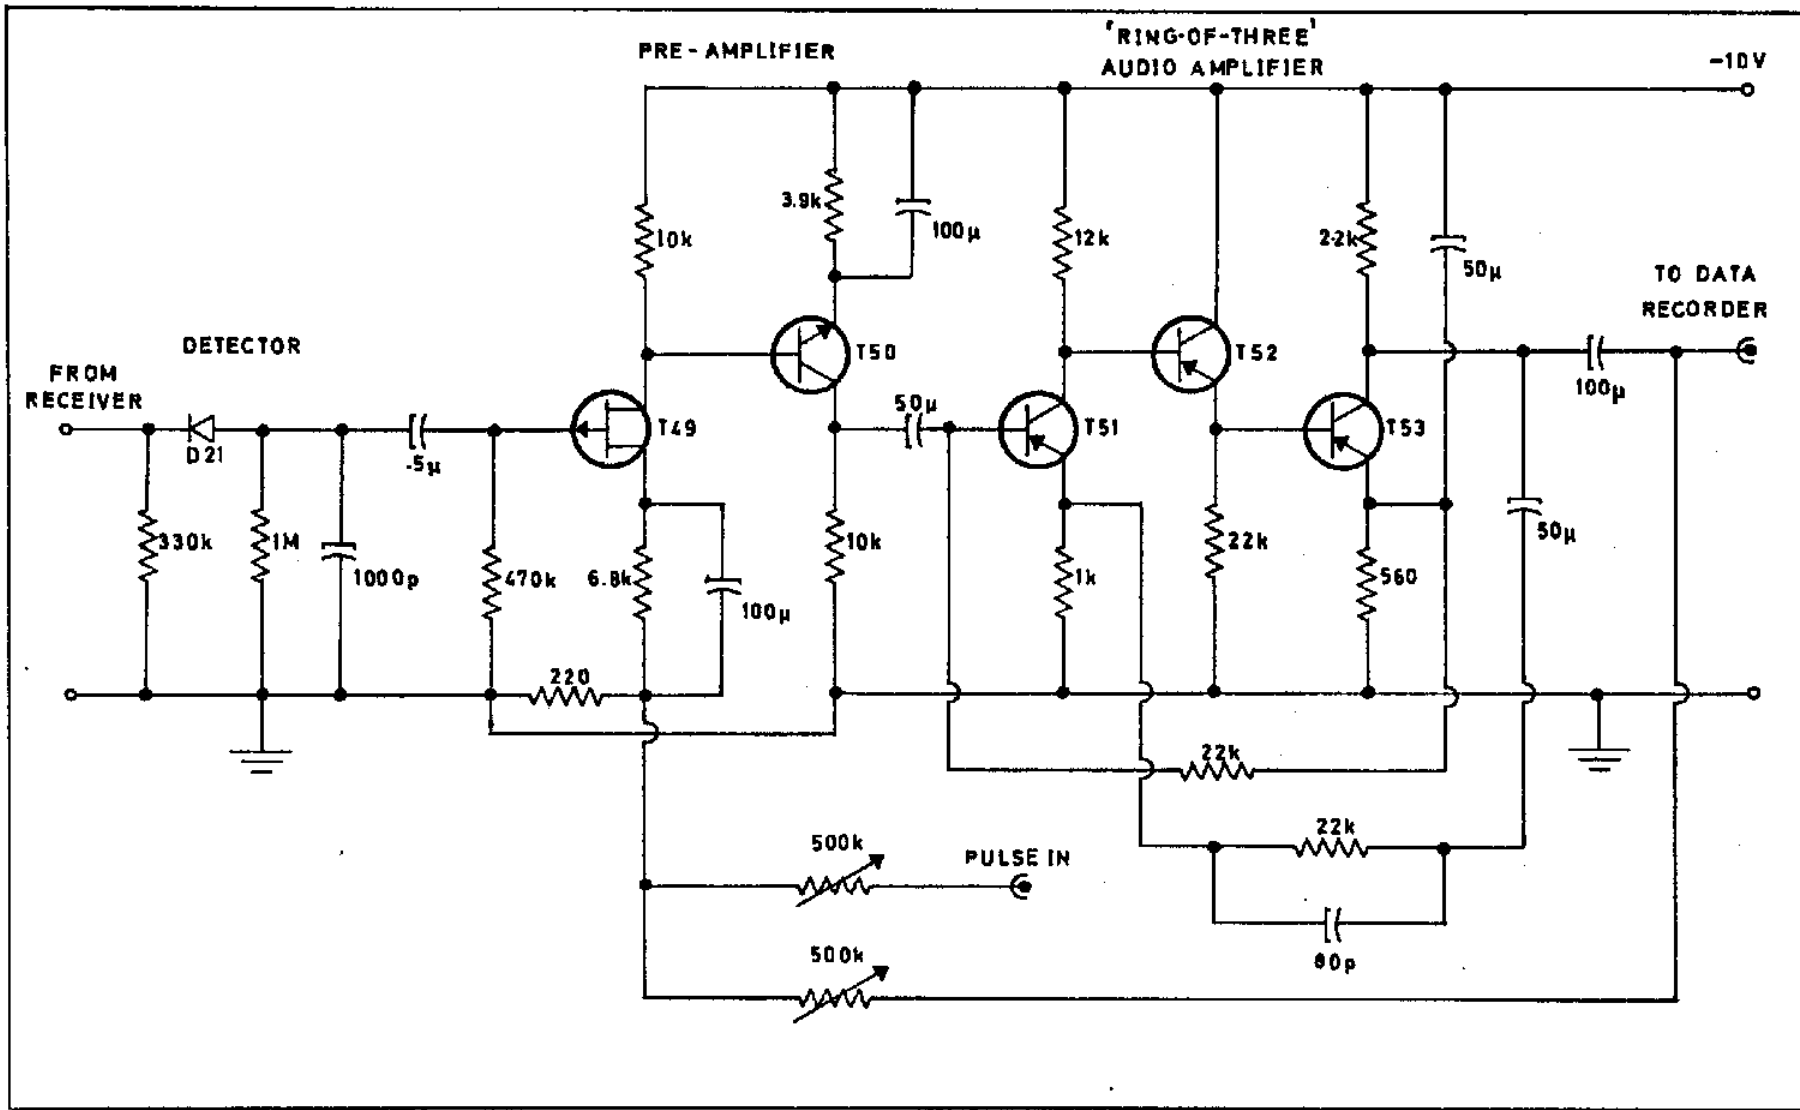 PRE-AMPLIFIER
'RING-OF-THREE'
AUDIO AMPLIFIER
-10V
3.9k
100µ
10k
12k
2.2k
50µ
TO DATA
RECORDER
DETECTOR
FROM
RECEIVER
T50
T52
100µ
D21
.5µ
T49
50µ
T51
T53
330k
1M
1000p
470k
6.8k
100µ
10k
1k
22k
560
50µ
220
22k
22k
500k
PULSE IN
500k
80p